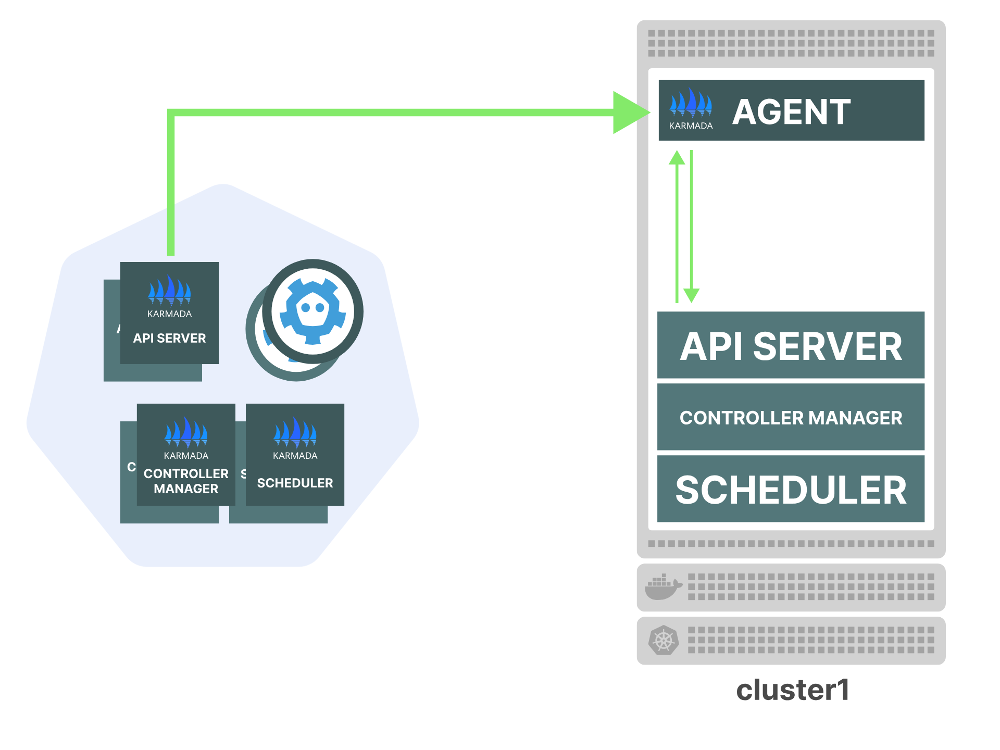 KARMADA
AGENT
KARMADA
API SERVER
A
API SERVER
CONTROLLER MANAGER
SCHEDULER
KARMADA
CONTROLLER
MANAGER
C
KARMADA
SCHEDULER
S
cluster1